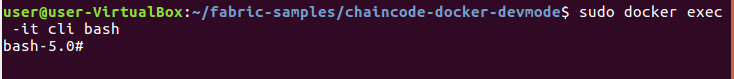 user@user-VirtualBox:~/fabric-samples/chaincode-docker-devmode$ sudo docker exec
 -it cli bash
bash-5.0#